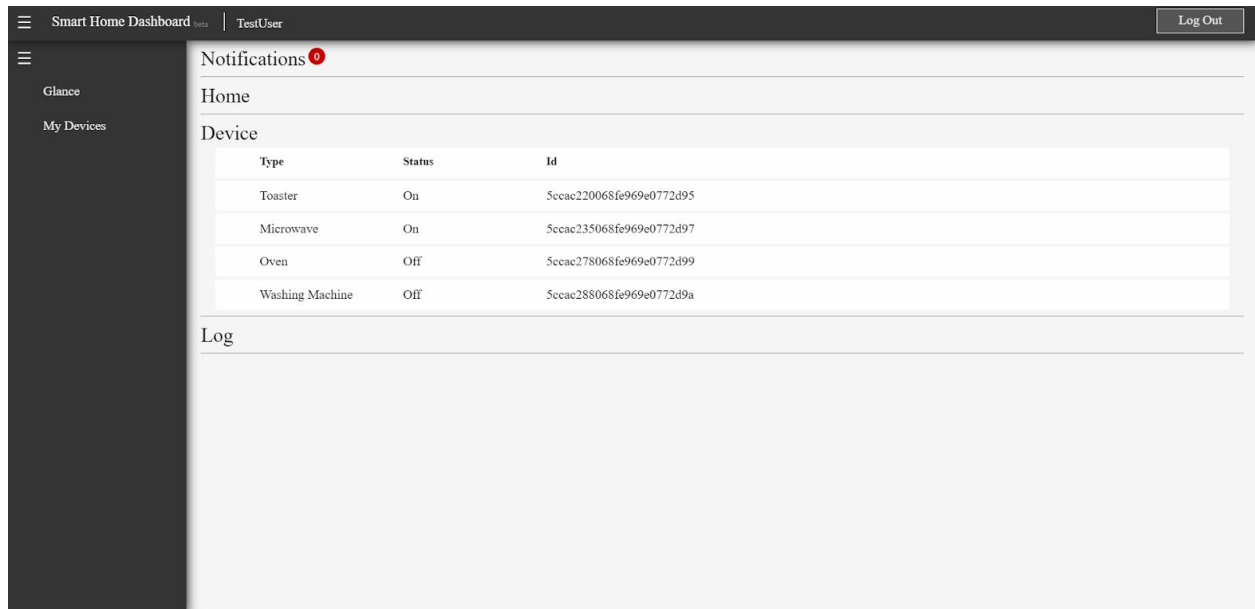 ☰ Smart Home Dashboard beta | TestUser Log Out
☰
Glance
My Devices
Notifications 0
Home
Device
Type Status Id
Toaster On 5ccac220068fe969e0772d95
Microwave On 5ccac235068fe969e0772d97
Oven Off 5ccac278068fe969e0772d99
Washing Machine Off 5ccac288068fe969e0772d9a
Log